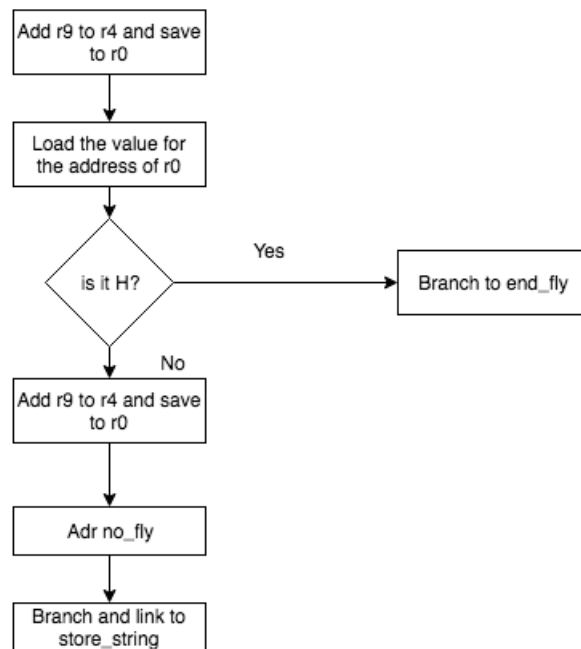 Add r9 to r4 and save
to r0
Load the value for
the address of r0
is it H?
Yes
Branch to end_fly
No
Add r9 to r4 and save
to r0
Adr no_fly
Branch and link to
store_string